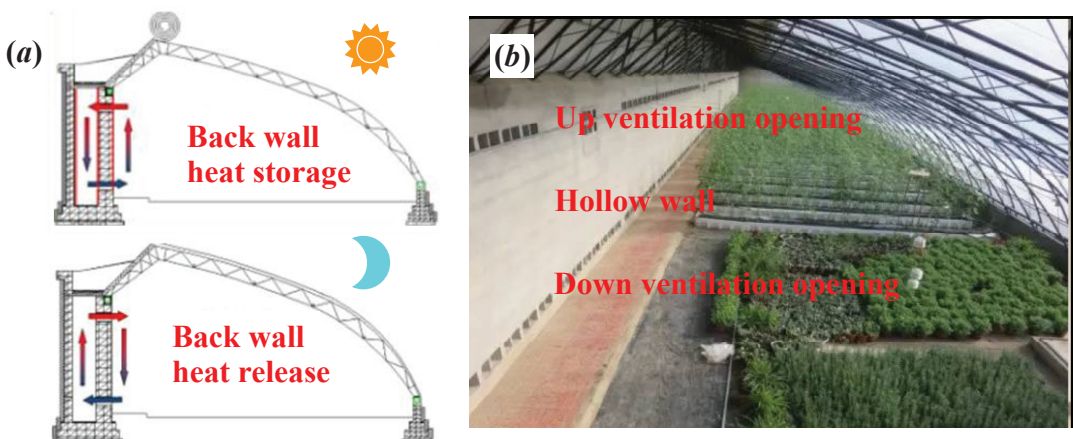 (a)
Back wall
heat storage
Back wall
heat release
(b)
Up ventilation opening
Hollow wall
Down ventilation opening